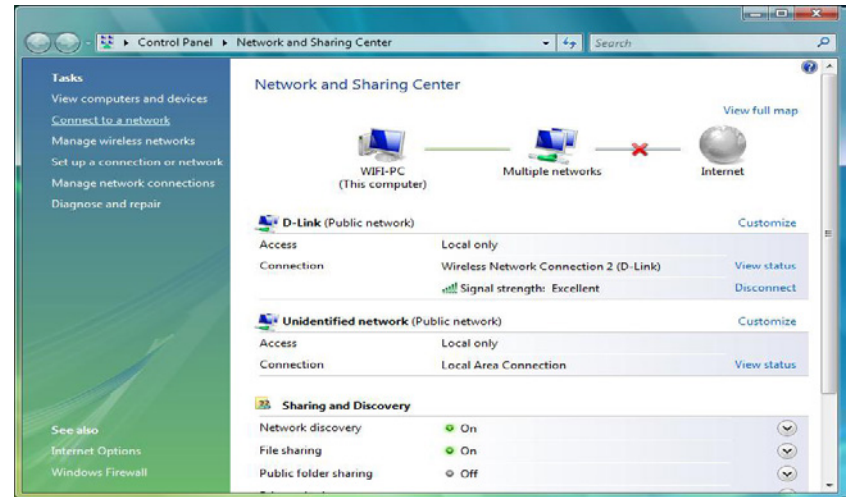 Control Panel ▸ Network and Sharing Center
Search
Tasks
View computers and devices
Connect to a network
Manage wireless networks
Set up a connection or network
Manage network connections
Diagnose and repair
See also
Internet Options
Windows Firewall
Network and Sharing Center
View full map
WIFI-PC
(This computer)
Multiple networks
Internet
D-Link (Public network) Customize
Access Local only
Connection Wireless Network Connection 2 (D-Link) View status
Signal strength: Excellent Disconnect
Unidentified network (Public network) Customize
Access Local only
Connection Local Area Connection View status
Sharing and Discovery
Network discovery On
File sharing On
Public folder sharing Off